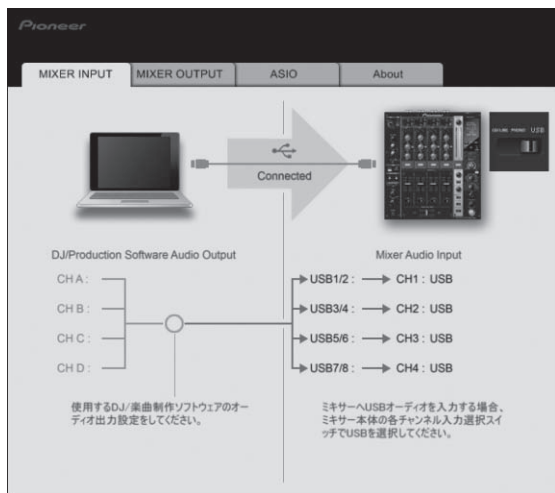 Pioneer
MIXER INPUT
MIXER OUTPUT
ASIO
About
Connected
USB
DJ/Production Software Audio Output
Mixer Audio Input
CH A :
CH B :
CH C :
CH D :
USB1/2 : CH1 : USB
USB3/4 : CH2 : USB
USB5/6 : CH3 : USB
USB7/8 : CH4 : USB
使用するDJ/楽曲制作ソフトウェアのオー
ディオ出力設定をしてください。
ミキサーへUSBオーディオを入力する場合、
ミキサー本体の各チャンネル入力選択スイ
ッチでUSBを選択してください。